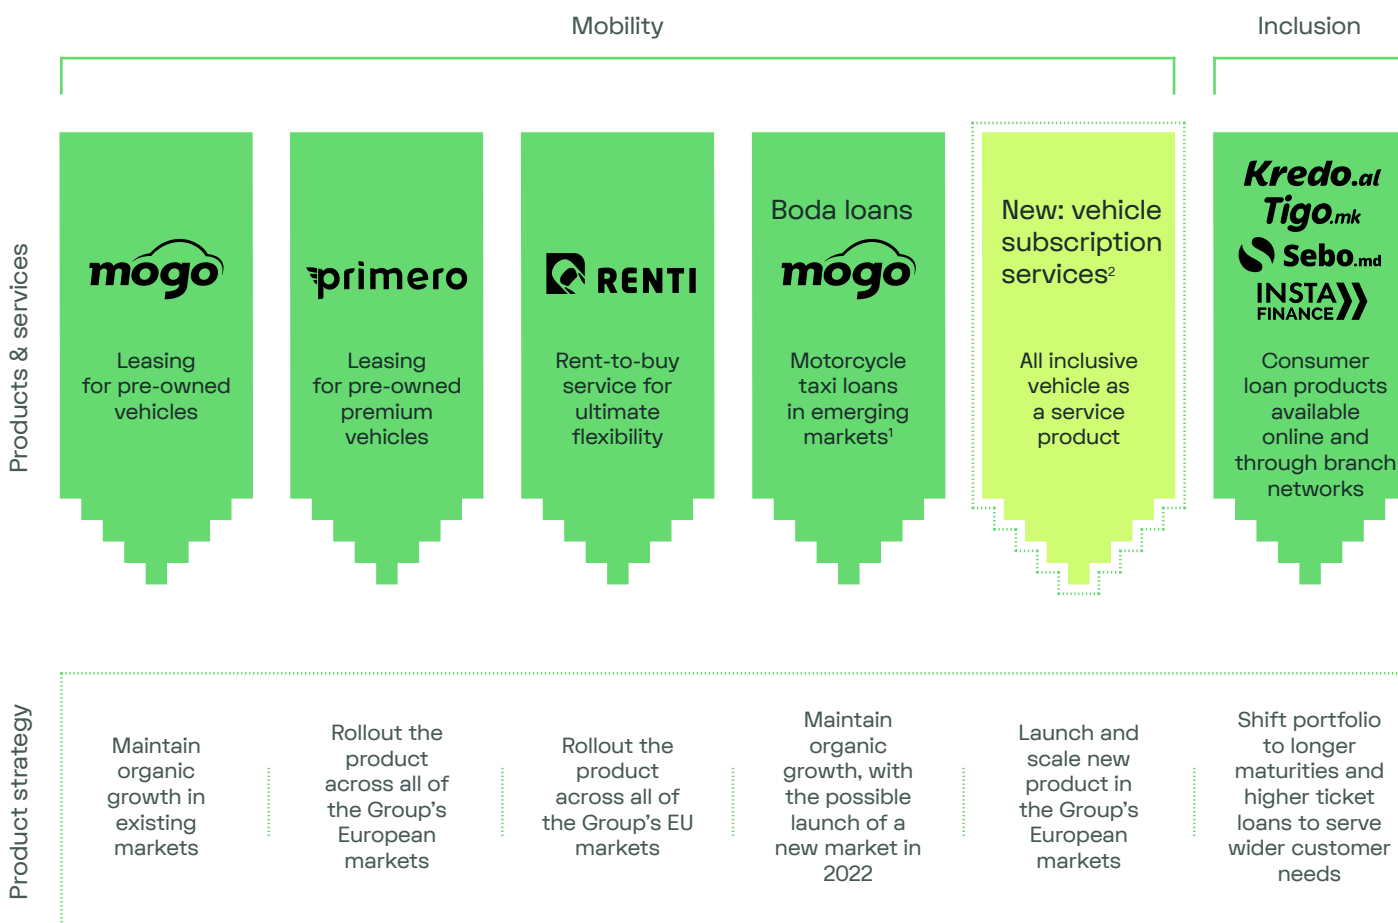 Mobility
Inclusion
Products & services
mogo
Leasing
for pre-owned
vehicles
primero
Leasing
for pre-owned
premium
vehicles
RENTI
Rent-to-buy
service for
ultimate
flexibility
Boda loans
mogo
Motorcycle
taxi loans
in emerging
markets¹
New: vehicle
subscription
services²
All inclusive
vehicle as
a service
product
Kredo.al
Tigo.mk
Sebo.md
INSTA
FINANCE
Consumer
loan products
available
online and
through branch
networks
Product strategy
Maintain
organic
growth in
existing
markets
Rollout the
product
across all of
the Group's
European
markets
Rollout the
product
across all of
the Group's EU
markets
Maintain
organic
growth, with
the possible
launch of a
new market in
2022
Launch and
scale new
product in
the Group's
European
markets
Shift portfolio
to longer
maturities and
higher ticket
loans to serve
wider customer
needs